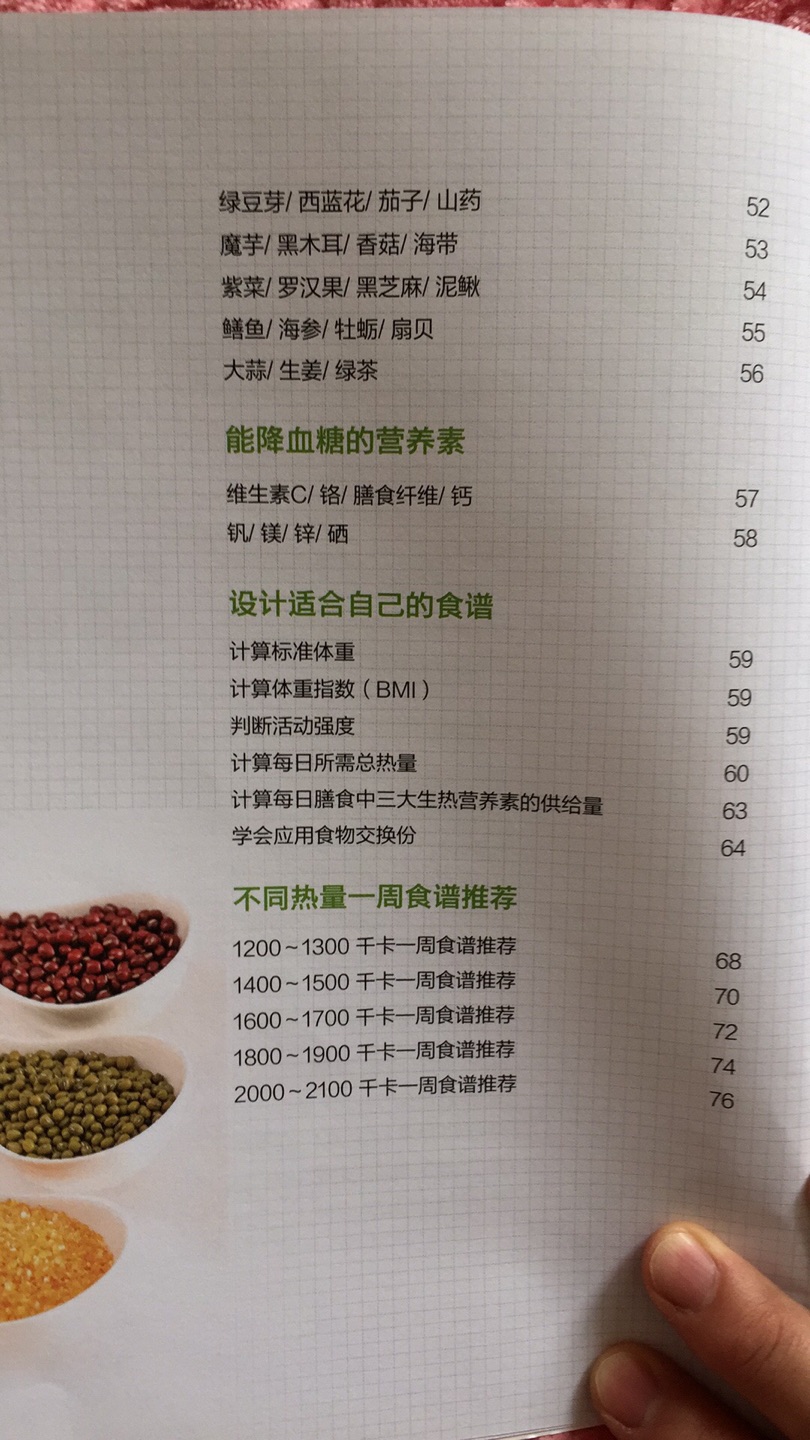 绿豆芽/ 西蓝花/ 茄子/ 山药 52
魔芋/ 黑木耳/ 香菇/ 海带 53
紫菜/ 罗汉果/ 黑芝麻/ 泥鳅 54
鳝鱼/ 海参/ 牡蛎/ 扇贝 55
大蒜/ 生姜/ 绿茶 56
能降血糖的营养素
维生素C/ 铬/ 膳食纤维/ 钙 57
钒/ 镁/ 锌/ 硒 58
设计适合自己的食谱
计算标准体重 59
计算体重指数（BMI） 59
判断活动强度 59
计算每日所需总热量 60
计算每日膳食中三大生热营养素的供给量 63
学会应用食物交换份 64
不同热量一周食谱推荐
1200~1300 千卡一周食谱推荐 68
1400~1500 千卡一周食谱推荐 70
1600~1700 千卡一周食谱推荐 72
1800~1900 千卡一周食谱推荐 74
2000~2100 千卡一周食谱推荐 76